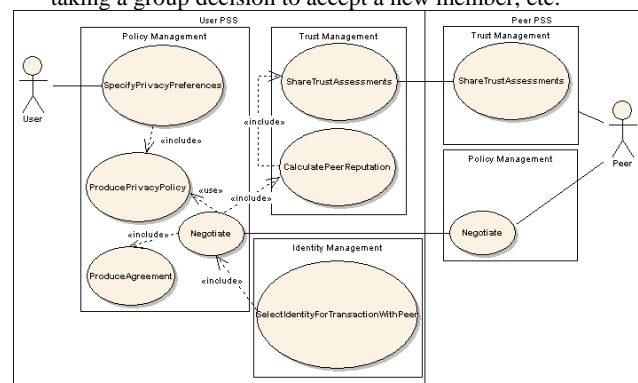 taking a group decision to accept a new member, etc.
User PSS
Peer PSS
Policy Management
Trust Management
Trust Management
SpecifyPrivacyPreferences
ShareTrustAssessments
ShareTrustAssessments
User
«include»
«include»
Peer
Policy Management
ProducePrivacyPolicy
CalculatePeerReputation
«use»
«include»
Negotiate
Negotiate
«include»
Identity Management
ProduceAgreement
«include»
SelectIdentityForTransactionWithPeer